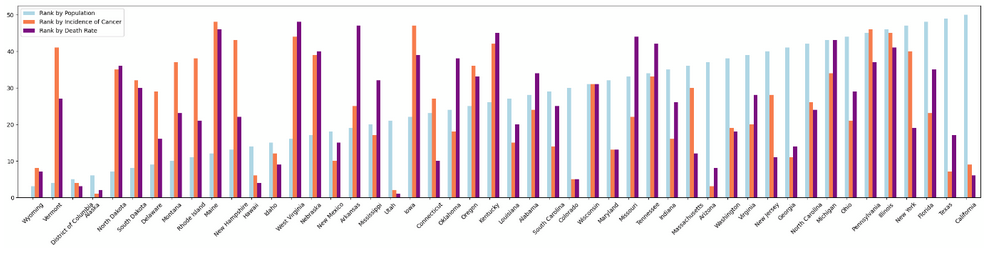 Rank by Population
Rank by Incidence of Cancer
Rank by Death Rate
50
40
30
20
10
0
Wyoming
Vermont
District of Columbia
Alaska
North Dakota
South Dakota
Delaware
Montana
Rhode Island
Maine
New Hampshire
Hawaii
Idaho
West Virginia
Nebraska
New Mexico
Arkansas
Mississippi
Utah
Iowa
Connecticut
Oklahoma
Oregon
Kentucky
Louisiana
Alabama
South Carolina
Colorado
Wisconsin
Maryland
Missouri
Tennessee
Indiana
Massachusetts
Arizona
Washington
Virginia
New Jersey
Georgia
North Carolina
Michigan
Ohio
Pennsylvania
Illinois
New York
Florida
Texas
California